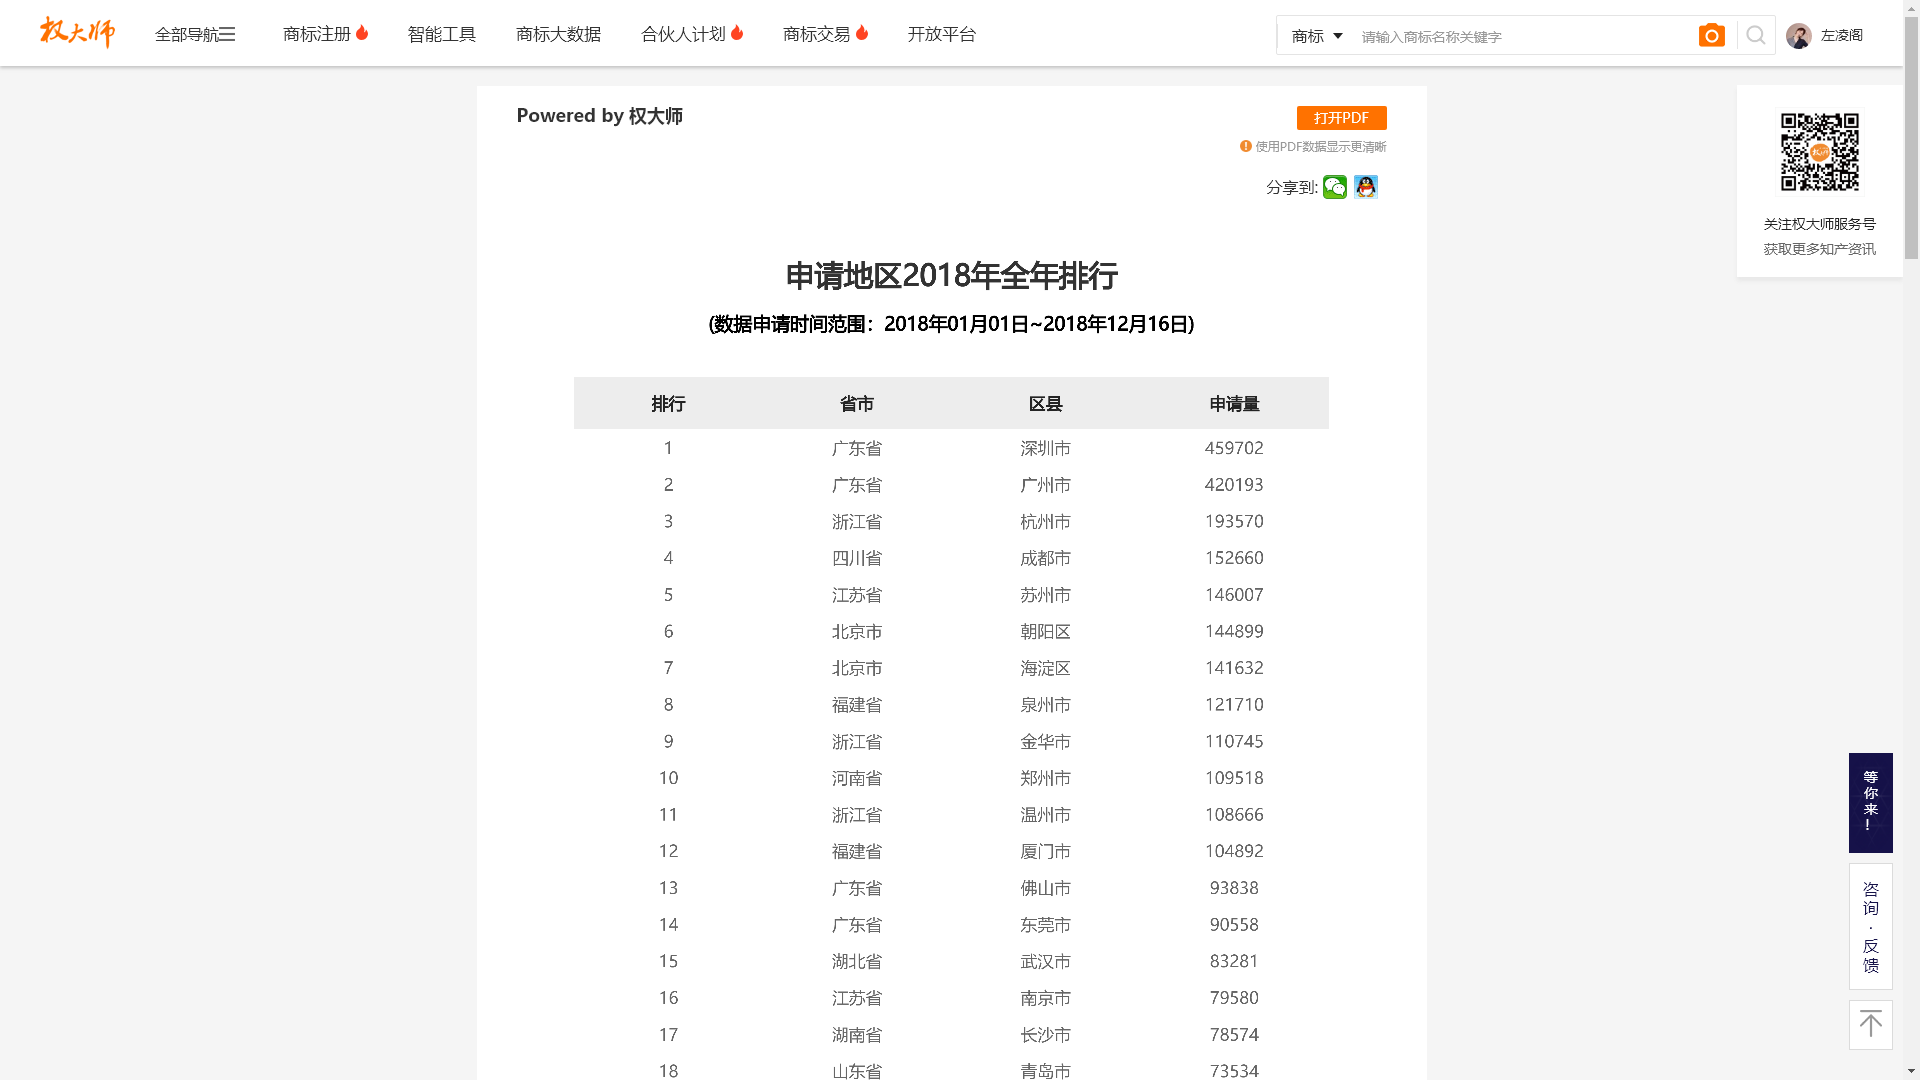 权大师
全部导航
商标注册
智能工具
商标大数据
合伙人计划
商标交易
开放平台
商标
请输入商标名称关键字
左凌阁
Powered by 权大师
打开PDF
使用PDF数据显示更清晰
分享到:
关注权大师服务号
获取更多知产资讯
申请地区2018年全年排行
(数据申请时间范围：2018年01月01日~2018年12月16日)
排行 省市 区县 申请量
1 广东省 深圳市 459702
2 广东省 广州市 420193
3 浙江省 杭州市 193570
4 四川省 成都市 152660
5 江苏省 苏州市 146007
6 北京市 朝阳区 144899
7 北京市 海淀区 141632
8 福建省 泉州市 121710
9 浙江省 金华市 110745
10 河南省 郑州市 109518
11 浙江省 温州市 108666
12 福建省 厦门市 104892
13 广东省 佛山市 93838
14 广东省 东莞市 90558
15 湖北省 武汉市 83281
16 江苏省 南京市 79580
17 湖南省 长沙市 78574
18 山东省 青岛市 73534
等你来!
咨询·反馈